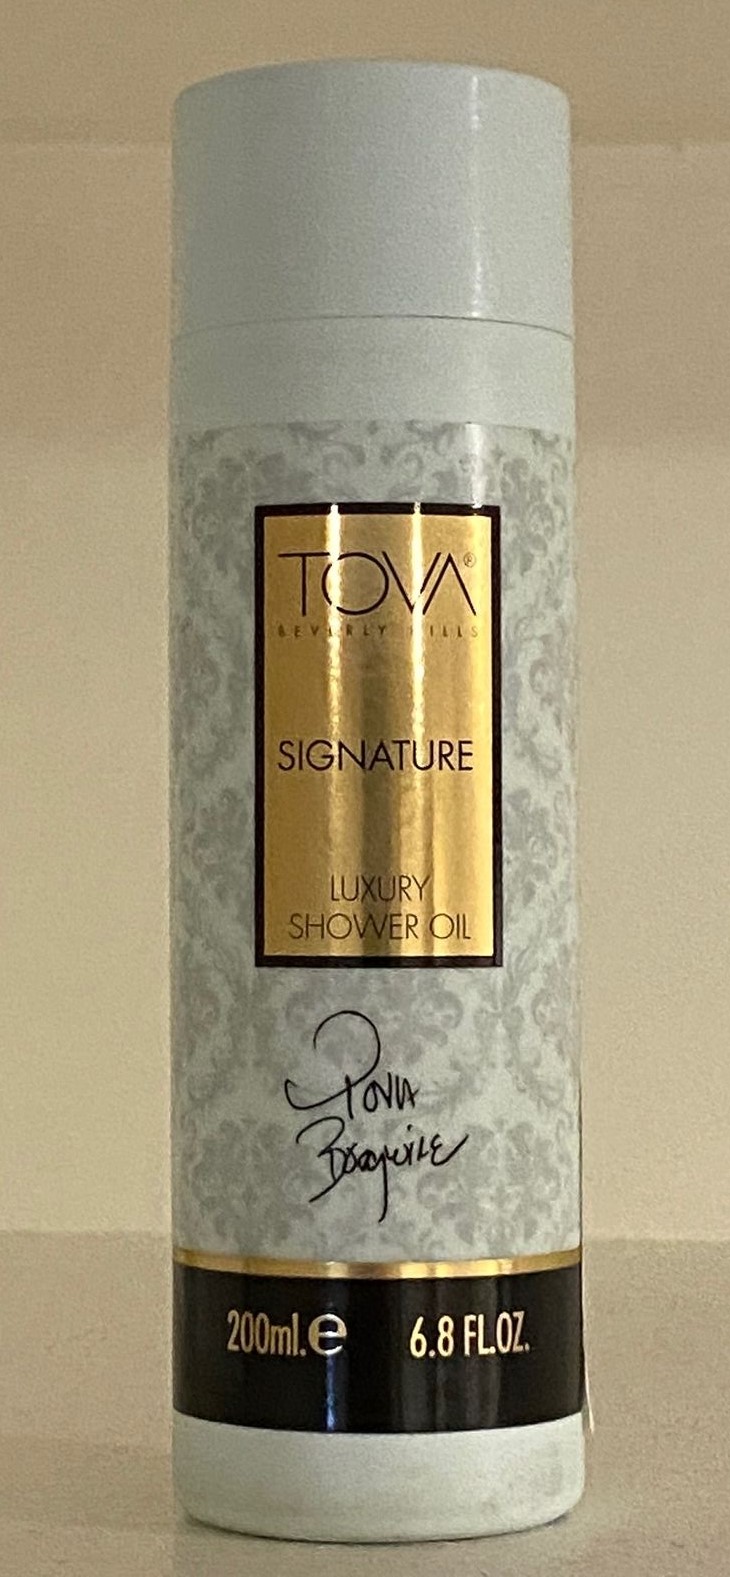 TOVA®
BEVERLY HILLS
SIGNATURE
LUXURY
SHOWER OIL
Tova
Borgnine
200ml.e 6.8 FL.OZ.